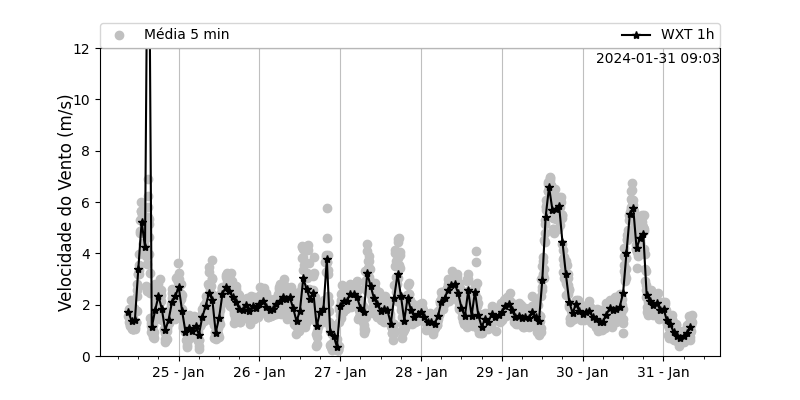 Média 5 min
WXT 1h
2024-01-31 09:03
Velocidade do Vento (m/s)
12
10
8
6
4
2
0
25 - Jan
26 - Jan
27 - Jan
28 - Jan
29 - Jan
30 - Jan
31 - Jan